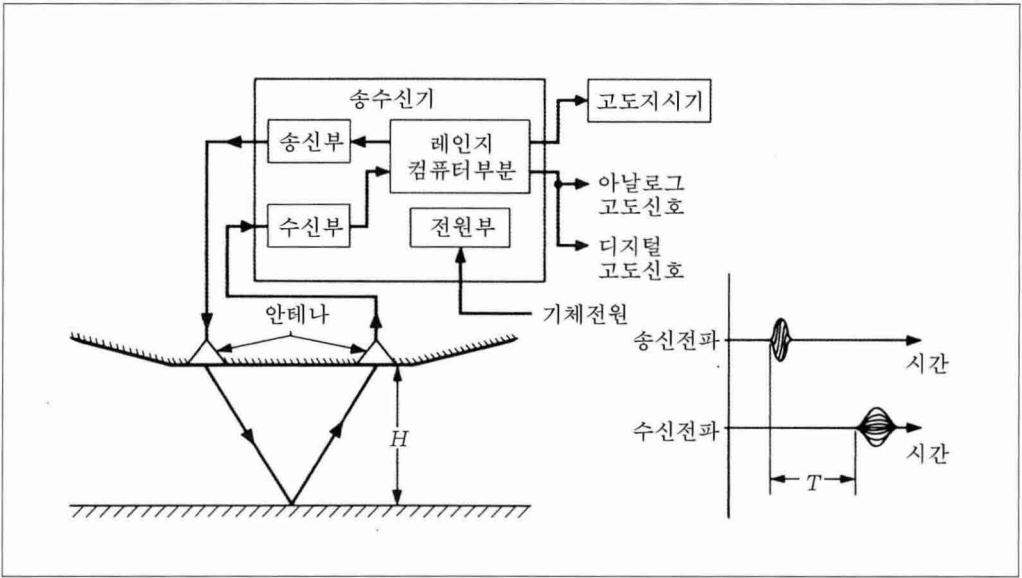 송수신기
송신부
레인지
컴퓨터부분
고도지시기
아날로그
고도신호
수신부
전원부
디지털
고도신호
기체전원
안테나
H
송신전파
시간
수신전파
시간
T